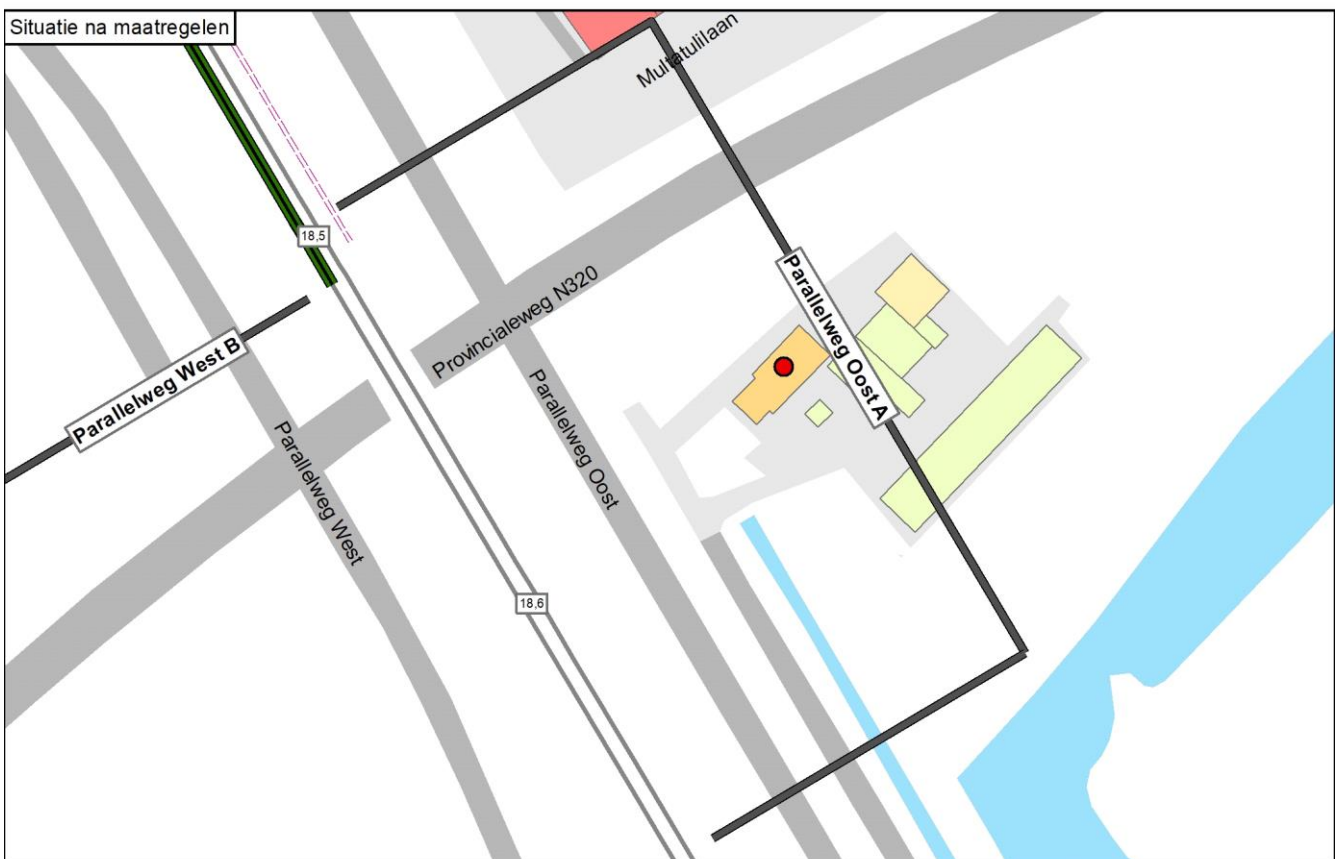 Situatie na maatregelen
Multatulilaan
18,5
Provincialeweg N320
Parallelweg Oost A
Parallelweg West B
Parallelweg Oost
Parallelweg West
18,6